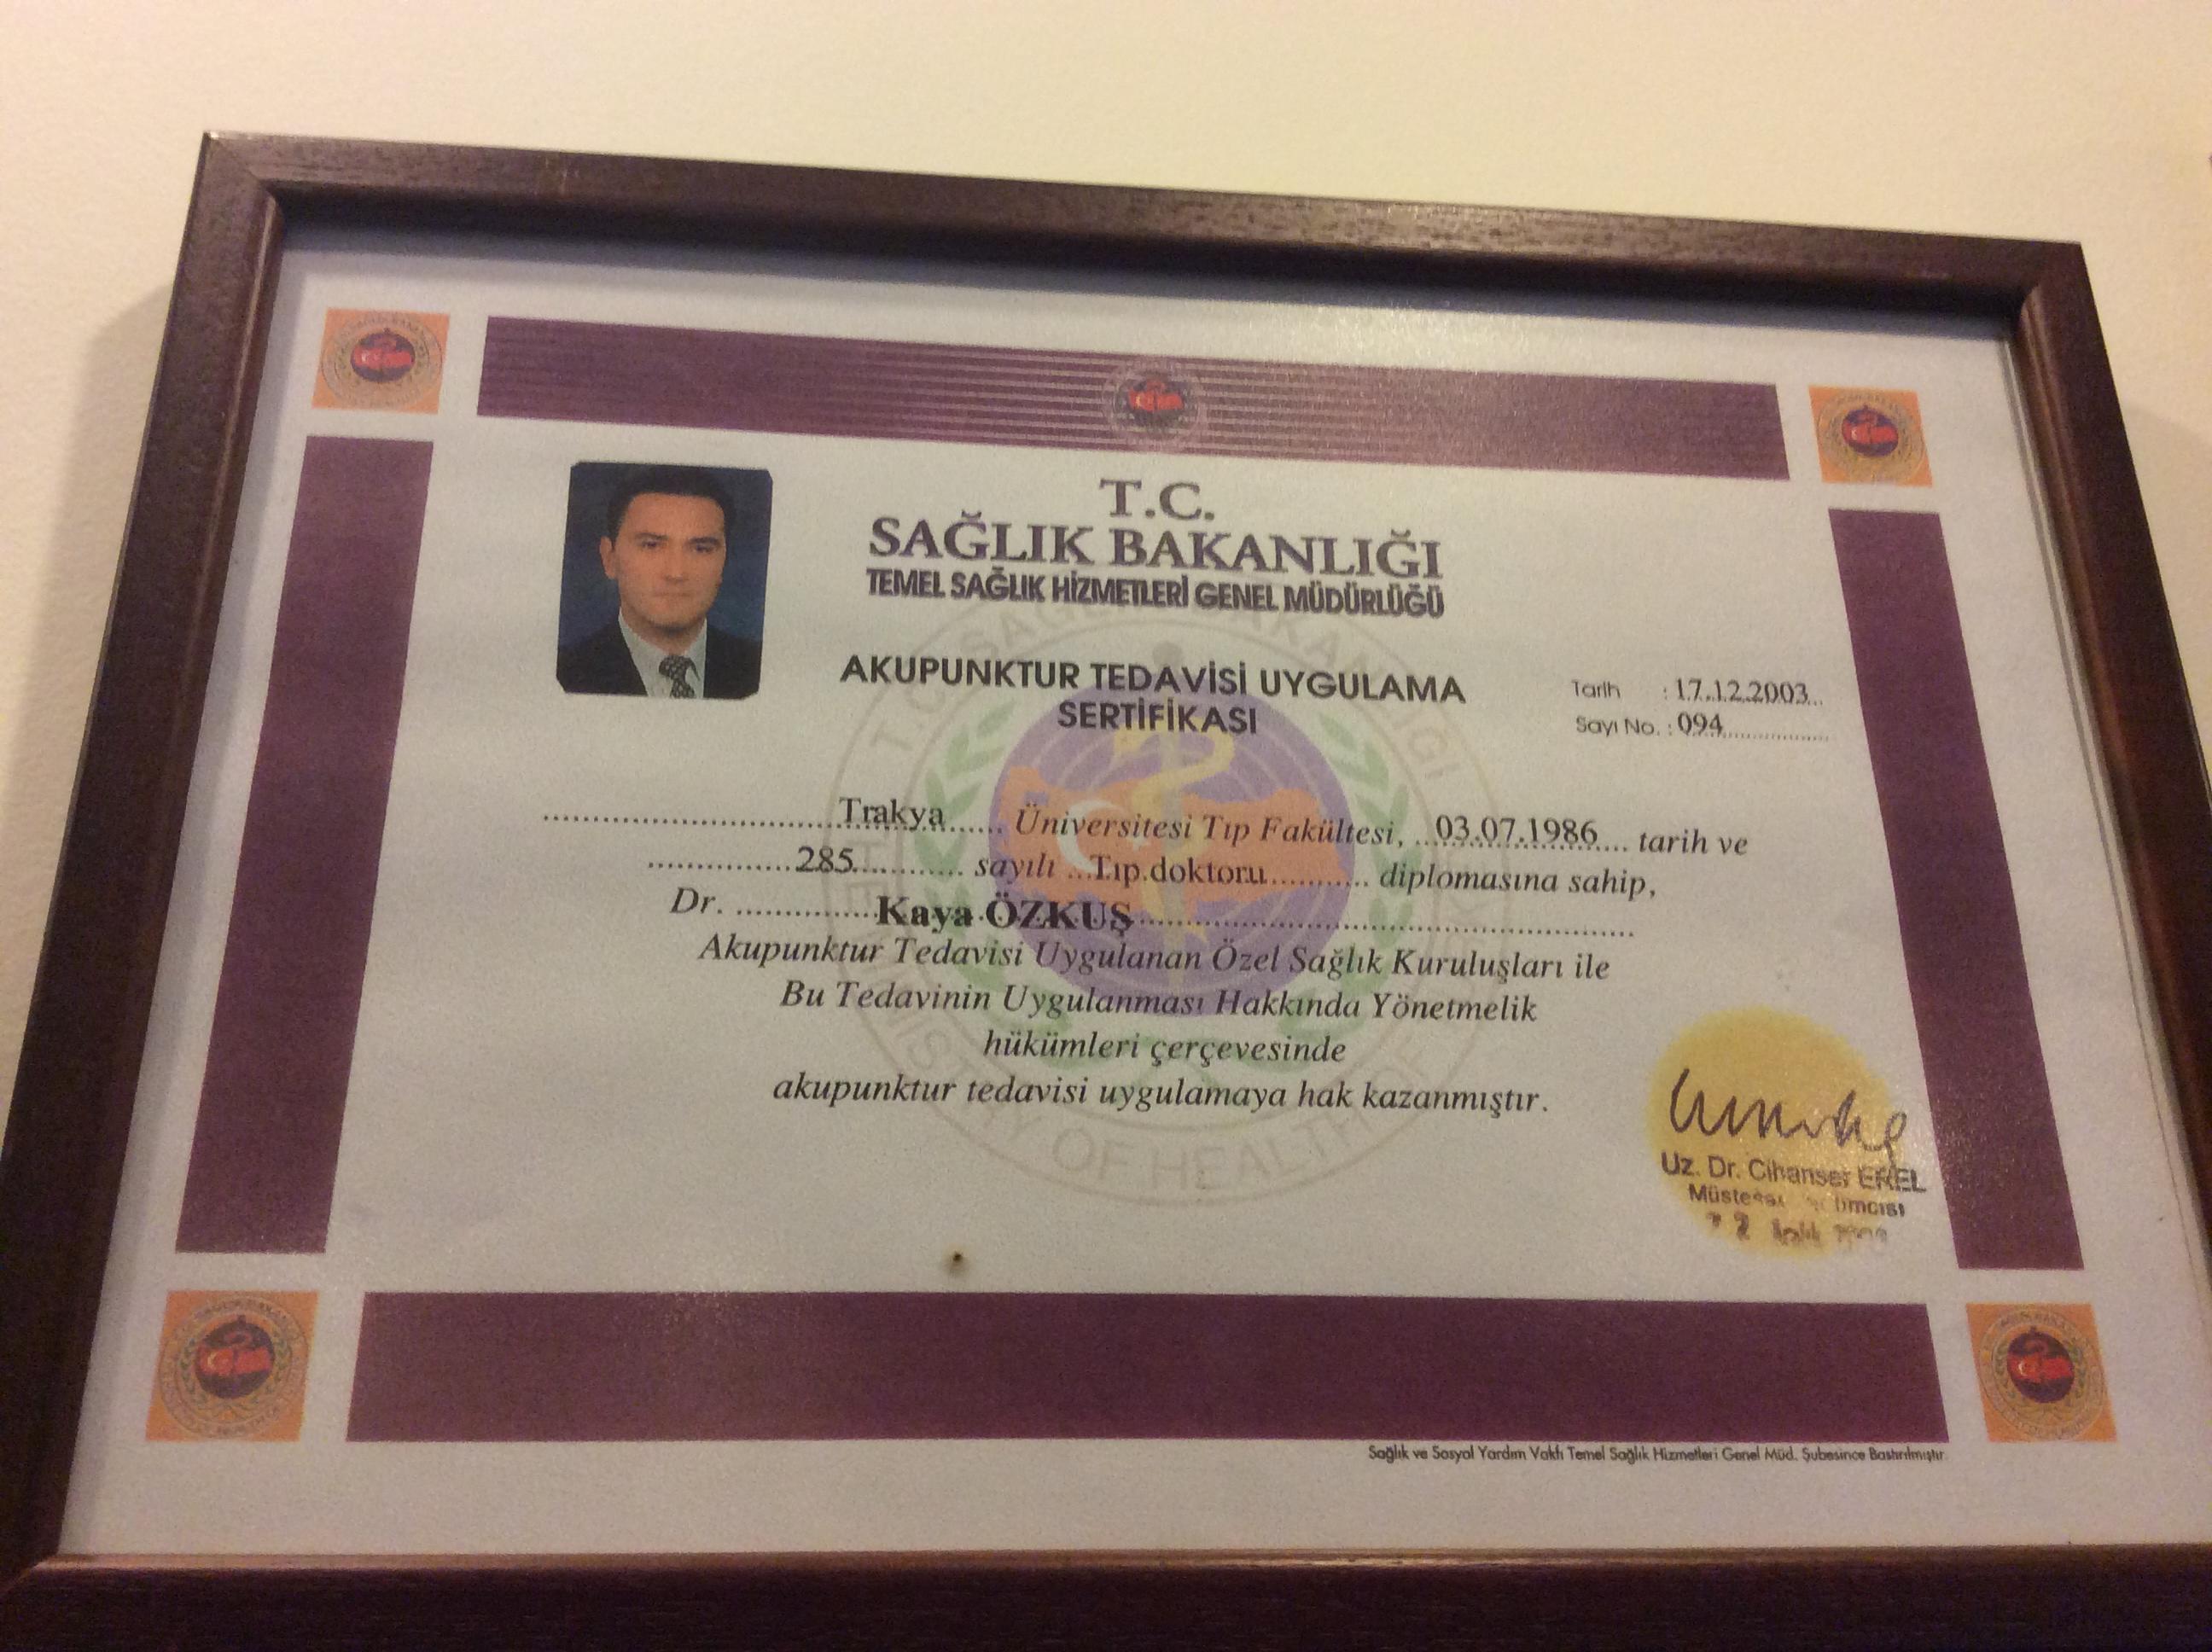 T.C.
SAĞLIK BAKANLIĞI
TEMEL SAĞLIK HİZMETLERİ GENEL MÜDÜRLÜĞÜ
AKUPUNKTUR TEDAVİSİ UYGULAMA
SERTİFİKASI
Tarih : 17.12.2003
Sayı No. : 094
Trakya Üniversitesi Tıp Fakültesi, 03.07.1986 tarih ve
285 sayılı Tıp doktoru diplomasına sahip,
Dr. Kaya ÖZKUŞ
Akupunktur Tedavisi Uygulanan Özel Sağlık Kuruluşları ile
Bu Tedavinin Uygulanması Hakkında Yönetmelik
hükümleri çerçevesinde
akupunktur tedavisi uygulamaya hak kazanmıştır.
Uz. Dr. Cihanser EREL
Sağlık ve Sosyal Yardım Vakfı Temel Sağlık Hizmetleri Genel Müd. Şubesince Bastırılmıştır.